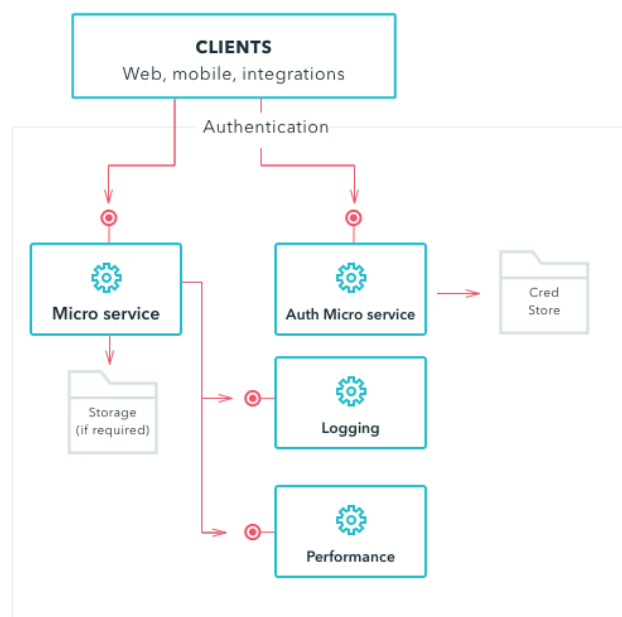 CLIENTS
Web, mobile, integrations
Authentication
Micro service
Auth Micro service
Cred
Store
Storage
(if required)
Logging
Performance